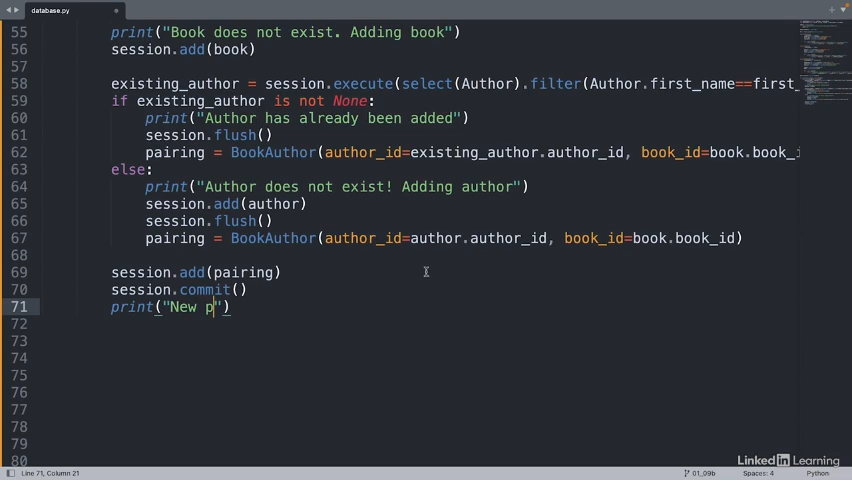 database.py
55 print("Book does not exist. Adding book")
56 session.add(book)
57
58 existing_author = session.execute(select(Author).filter(Author.first_name==first_
59 if existing_author is not None:
60 print("Author has already been added")
61 session.flush()
62 pairing = BookAuthor(author_id=existing_author.author_id, book_id=book.book_i
63 else:
64 print("Author does not exist! Adding author")
65 session.add(author)
66 session.flush()
67 pairing = BookAuthor(author_id=author.author_id, book_id=book.book_id)
68
69 session.add(pairing)
70 session.commit()
71 print("New p")
72
73
74
75
76
77
78
79
80
LinkedIn Learning
Line 71, Column 21 01_09b Spaces: 4 Python